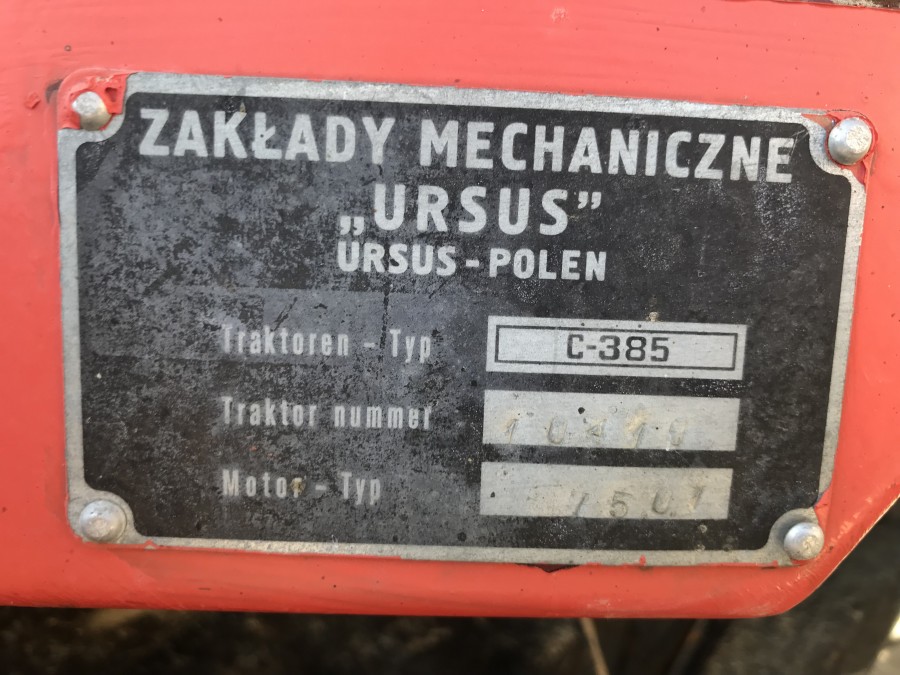 ZAKŁADY MECHANICZNE
„URSUS”
URSUS-POLEN
Traktoren - Typ C-385
Traktor nummer
Motor - Typ